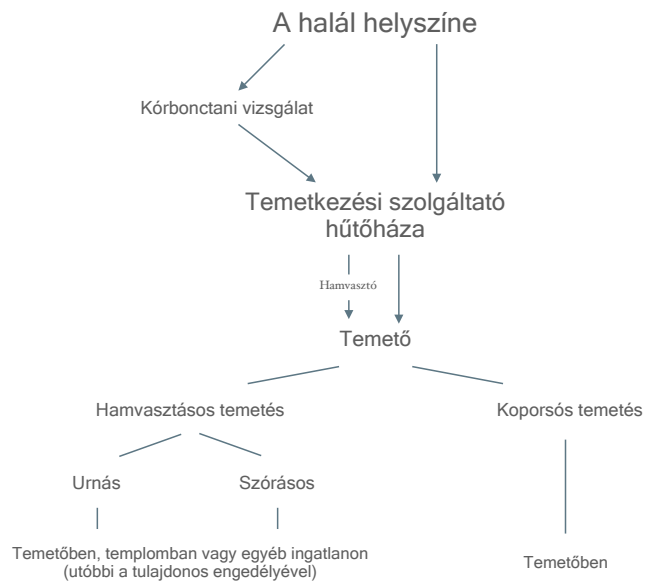 A halál helyszíne
Kórbonctani vizsgálat
Temetkezési szolgáltató
hűtőháza
Hamvasztó
Temető
Hamvasztásos temetés
Koporsós temetés
Urnás
Szórásos
Temetőben, templomban vagy egyéb ingatlanon
(utóbbi a tulajdonos engedélyével)
Temetőben